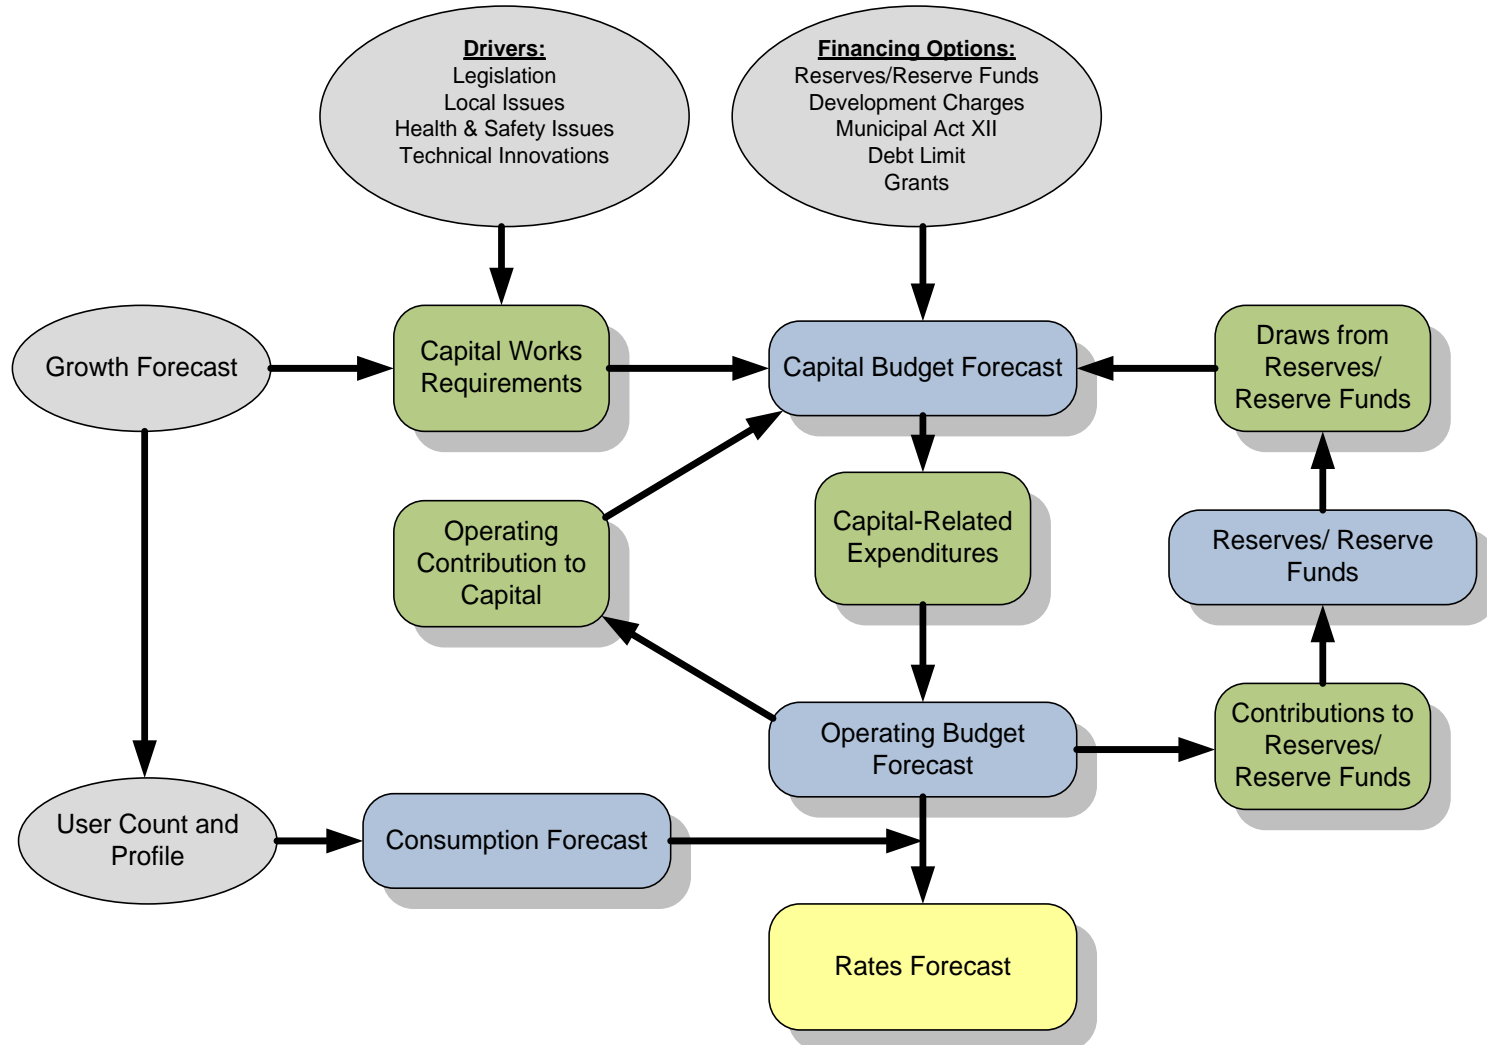 Drivers:
Legislation
Local Issues
Health & Safety Issues
Technical Innovations
Financing Options:
Reserves/Reserve Funds
Development Charges
Municipal Act XII
Debt Limit
Grants
Growth Forecast
Capital Works
Requirements
Capital Budget Forecast
Draws from
Reserves/
Reserve Funds
Operating
Contribution to
Capital
Capital-Related
Expenditures
Reserves/ Reserve
Funds
Operating Budget
Forecast
Contributions to
Reserves/
Reserve Funds
User Count and
Profile
Consumption Forecast
Rates Forecast